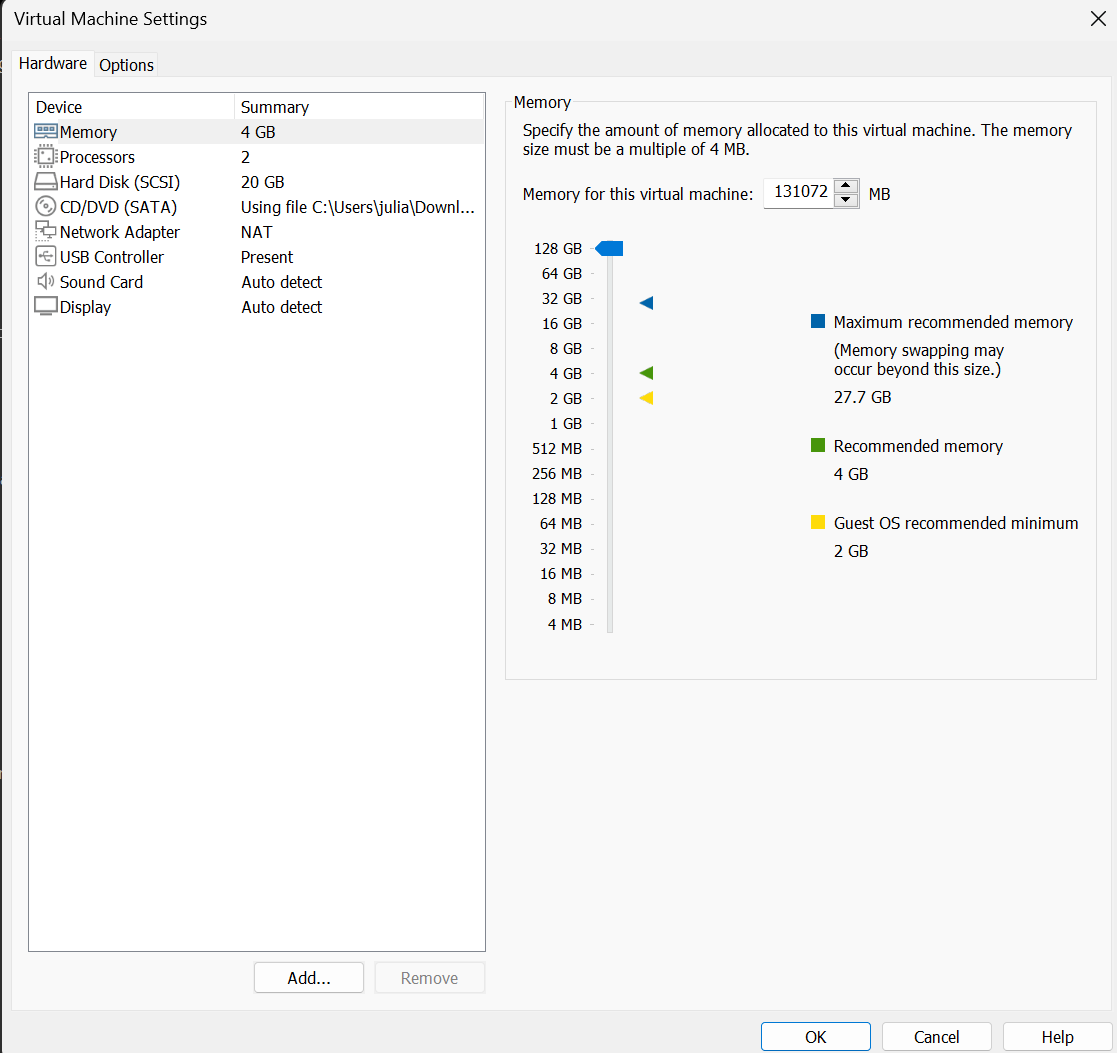 Virtual Machine Settings
Hardware Options
Device Summary
Memory 4 GB
Processors 2
Hard Disk (SCSI) 20 GB
CD/DVD (SATA) Using file C:\Users\julia\Downl...
Network Adapter NAT
USB Controller Present
Sound Card Auto detect
Display Auto detect
Add... Remove
Memory
Specify the amount of memory allocated to this virtual machine. The memory
size must be a multiple of 4 MB.
Memory for this virtual machine: 131072 MB
128 GB
64 GB
32 GB
16 GB
8 GB
4 GB
2 GB
1 GB
512 MB
256 MB
128 MB
64 MB
32 MB
16 MB
8 MB
4 MB
Maximum recommended memory
(Memory swapping may
occur beyond this size.)
27.7 GB
Recommended memory
4 GB
Guest OS recommended minimum
2 GB
OK Cancel Help